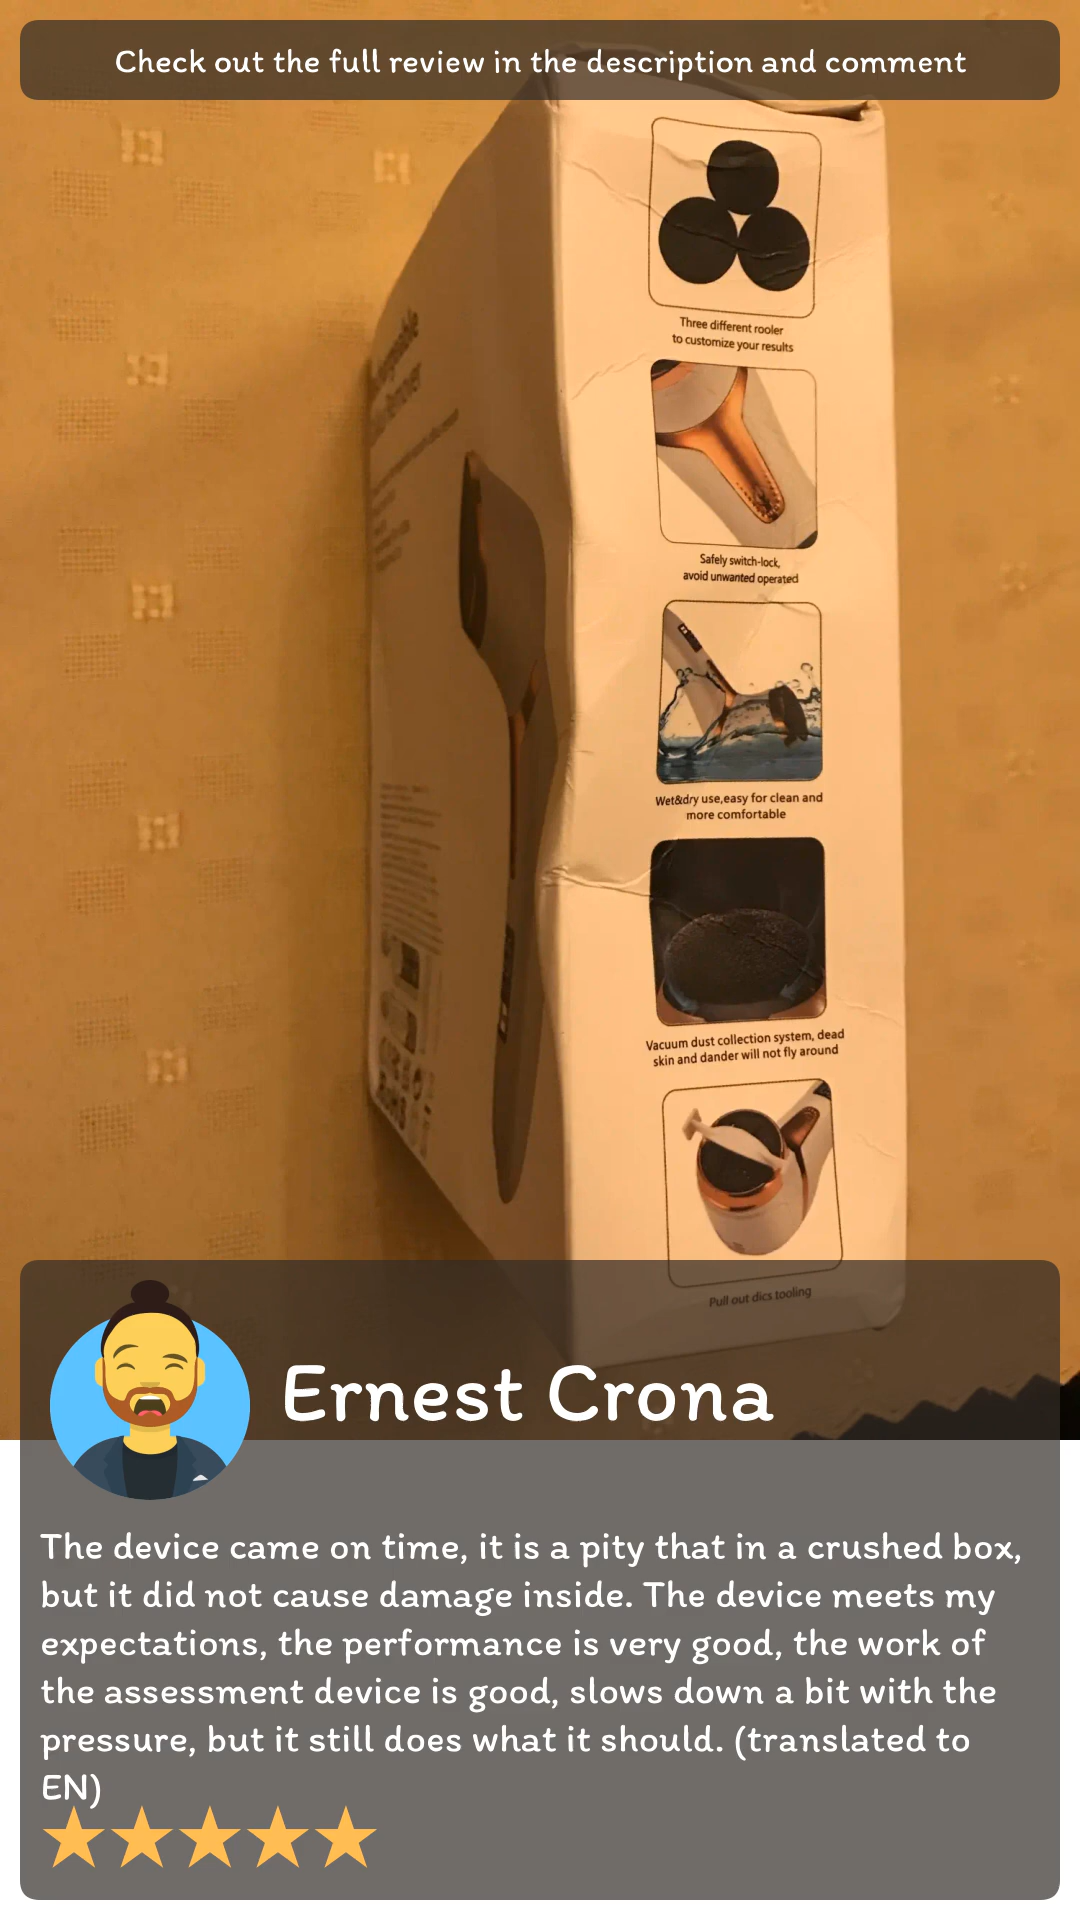 Check out the full review in the description and comment
Three different rooler
to customize your results
Safely switch-lock,
avoid unwanted operated
Wet&dry use,easy for clean and
more comfortable
Vacuum dust collection system, dead
skin and dander will not fly around
Pull out dics tooling
Ernest Crona
The device came on time, it is a pity that in a crushed box,
but it did not cause damage inside. The device meets my
expectations, the performance is very good, the work of
the assessment device is good, slows down a bit with the
pressure, but it still does what it should. (translated to
EN)